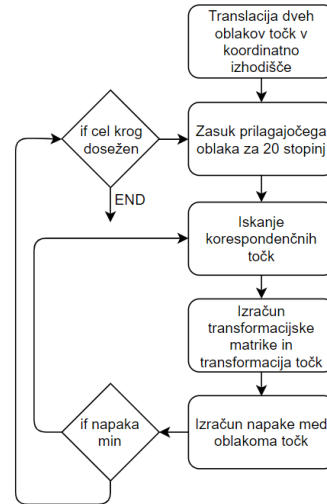 Translacija dveh
oblakov točk v
koordinatno
izhodišče
if cel krog
dosežen
Zasuk prilagajočega
oblaka za 20 stopinj
END
Iskanje
korespondenčnih
točk
Izračun
transformacijske
matrike in
transformacija točk
if napaka
min
Izračun napake med
oblakoma točk